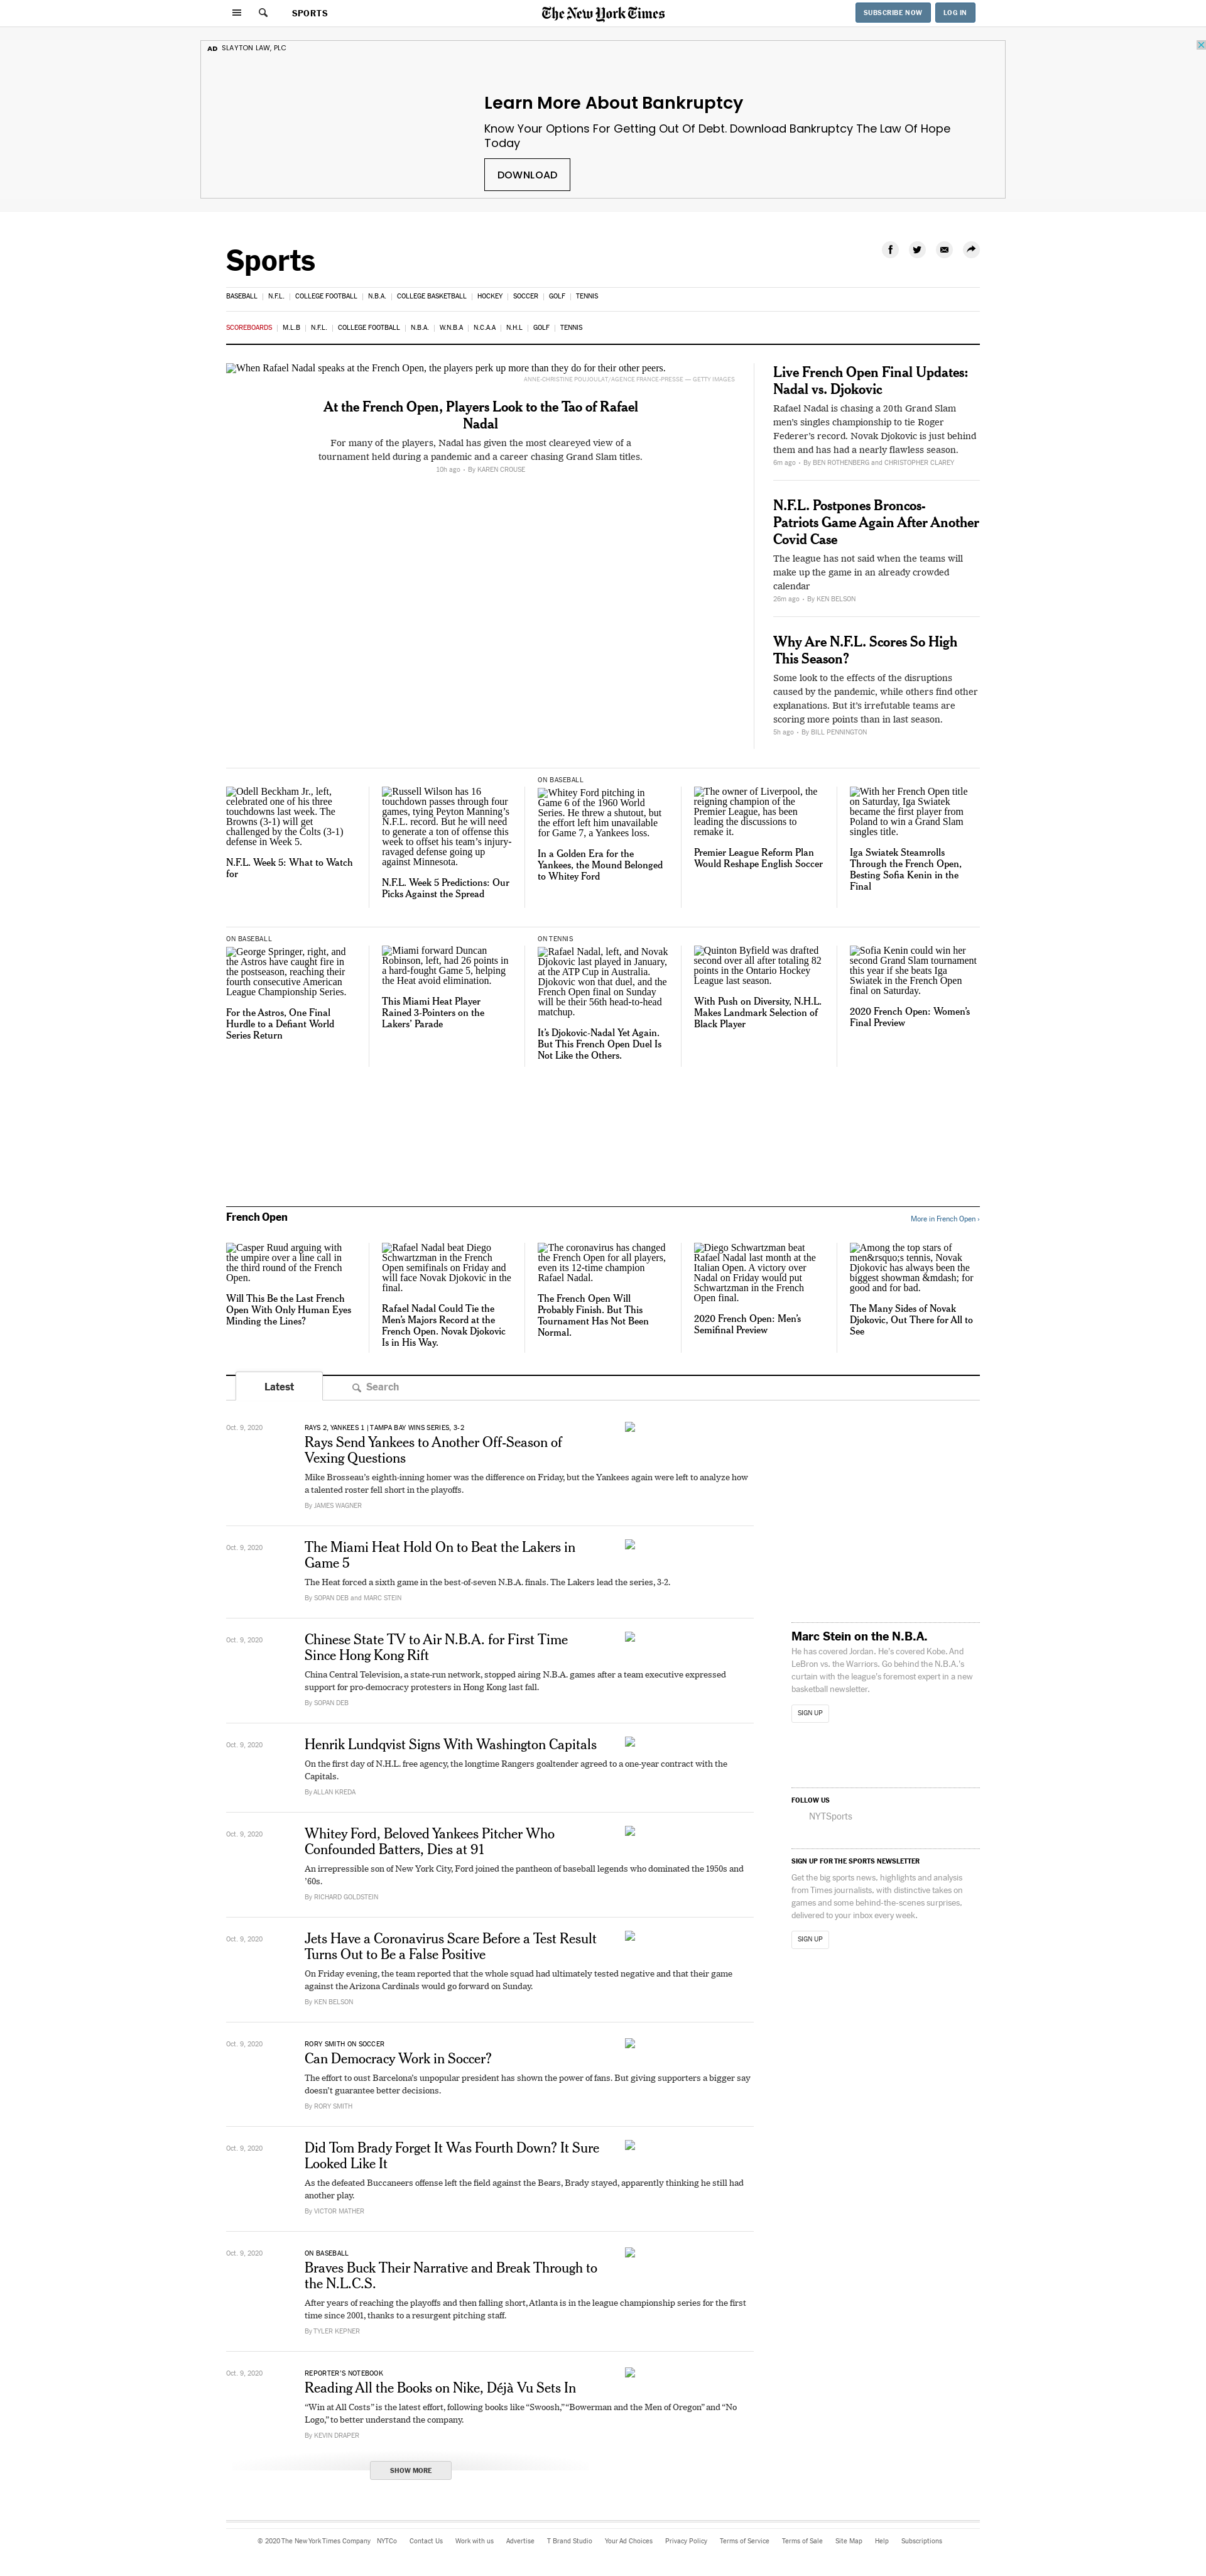 SPORTS
The New York Times
SUBSCRIBE NOW
LOG IN
AD SLAYTON LAW, PLC
Learn More About Bankruptcy
Know Your Options For Getting Out Of Debt. Download Bankruptcy The Law Of Hope
Today
DOWNLOAD
Sports
BASEBALL | N.F.L. | COLLEGE FOOTBALL | N.B.A. | COLLEGE BASKETBALL | HOCKEY | SOCCER | GOLF | TENNIS
SCOREBOARDS | M.L.B | N.F.L. | COLLEGE FOOTBALL | N.B.A. | W.N.B.A | N.C.A.A | N.H.L | GOLF | TENNIS
When Rafael Nadal speaks at the French Open, the players perk up more than they do for their other peers.
ANNE-CHRISTINE POUJOULAT/AGENCE FRANCE-PRESSE — GETTY IMAGES
At the French Open, Players Look to the Tao of Rafael
Nadal
For many of the players, Nadal has given the most cleareyed view of a
tournament held during a pandemic and a career chasing Grand Slam titles.
10h ago • By KAREN CROUSE
Live French Open Final Updates:
Nadal vs. Djokovic
Rafael Nadal is chasing a 20th Grand Slam
men's singles championship to tie Roger
Federer's record. Novak Djokovic is just behind
them and has had a nearly flawless season.
6m ago • By BEN ROTHENBERG and CHRISTOPHER CLAREY
N.F.L. Postpones Broncos-
Patriots Game Again After Another
Covid Case
The league has not said when the teams will
make up the game in an already crowded
calendar
26m ago • By KEN BELSON
Why Are N.F.L. Scores So High
This Season?
Some look to the effects of the disruptions
caused by the pandemic, while others find other
explanations. But it's irrefutable teams are
scoring more points than in last season.
5h ago • By BILL PENNINGTON
Odell Beckham Jr., left,
celebrated one of his three
touchdowns last week. The
Browns (3-1) will get
challenged by the Colts (3-1)
defense in Week 5.
N.F.L. Week 5: What to Watch
for
Russell Wilson has 16
touchdown passes through four
games, tying Peyton Manning's
N.F.L. record. But he will need
to generate a ton of offense this
week to offset his team's injury-
ravaged defense going up
against Minnesota.
N.F.L. Week 5 Predictions: Our
Picks Against the Spread
ON BASEBALL
Whitey Ford pitching in
Game 6 of the 1960 World
Series. He threw a shutout, but
the effort left him unavailable
for Game 7, a Yankees loss.
In a Golden Era for the
Yankees, the Mound Belonged
to Whitey Ford
The owner of Liverpool, the
reigning champion of the
Premier League, has been
leading the discussions to
remake it.
Premier League Reform Plan
Would Reshape English Soccer
With her French Open title
on Saturday, Iga Swiatek
became the first player from
Poland to win a Grand Slam
singles title.
Iga Swiatek Steamrolls
Through the French Open,
Besting Sofia Kenin in the
Final
ON BASEBALL
George Springer, right, and
the Astros have caught fire in
the postseason, reaching their
fourth consecutive American
League Championship Series.
For the Astros, One Final
Hurdle to a Defiant World
Series Return
Miami forward Duncan
Robinson, left, had 26 points in
a hard-fought Game 5, helping
the Heat avoid elimination.
This Miami Heat Player
Rained 3-Pointers on the
Lakers' Parade
ON TENNIS
Rafael Nadal, left, and Novak
Djokovic last played in January,
at the ATP Cup in Australia.
Djokovic won that duel, and the
French Open final on Sunday
will be their 56th head-to-head
matchup.
It's Djokovic-Nadal Yet Again.
But This French Open Duel Is
Not Like the Others.
Quinton Byfield was drafted
second over all after totaling 82
points in the Ontario Hockey
League last season.
With Push on Diversity, N.H.L.
Makes Landmark Selection of
Black Player
Sofia Kenin could win her
second Grand Slam tournament
this year if she beats Iga
Swiatek in the French Open
final on Saturday.
2020 French Open: Women's
Final Preview
French Open
More in French Open ›
Casper Ruud arguing with
the umpire over a line call in
the third round of the French
Open.
Will This Be the Last French
Open With Only Human Eyes
Minding the Lines?
Rafael Nadal beat Diego
Schwartzman in the French
Open semifinals on Friday and
will face Novak Djokovic in the
final.
Rafael Nadal Could Tie the
Men's Majors Record at the
French Open. Novak Djokovic
Is in His Way.
The coronavirus has changed
the French Open for all players,
even its 12-time champion
Rafael Nadal.
The French Open Will
Probably Finish. But This
Tournament Has Not Been
Normal.
Diego Schwartzman beat
Rafael Nadal last month at the
Italian Open. A victory over
Nadal on Friday would put
Schwartzman in the French
Open final.
2020 French Open: Men's
Semifinal Preview
Among the top stars of
men&rsquo;s tennis, Novak
Djokovic has always been the
biggest showman &mdash; for
good and for bad.
The Many Sides of Novak
Djokovic, Out There for All to
See
Latest
Search
Oct. 9, 2020
RAYS 2, YANKEES 1 | TAMPA BAY WINS SERIES, 3-2
Rays Send Yankees to Another Off-Season of
Vexing Questions
Mike Brosseau's eighth-inning homer was the difference on Friday, but the Yankees again were left to analyze how
a talented roster fell short in the playoffs.
By JAMES WAGNER
Oct. 9, 2020
The Miami Heat Hold On to Beat the Lakers in
Game 5
The Heat forced a sixth game in the best-of-seven N.B.A. finals. The Lakers lead the series, 3-2.
By SOPAN DEB and MARC STEIN
Oct. 9, 2020
Chinese State TV to Air N.B.A. for First Time
Since Hong Kong Rift
China Central Television, a state-run network, stopped airing N.B.A. games after a team executive expressed
support for pro-democracy protesters in Hong Kong last fall.
By SOPAN DEB
Oct. 9, 2020
Henrik Lundqvist Signs With Washington Capitals
On the first day of N.H.L. free agency, the longtime Rangers goaltender agreed to a one-year contract with the
Capitals.
By ALLAN KREDA
Oct. 9, 2020
Whitey Ford, Beloved Yankees Pitcher Who
Confounded Batters, Dies at 91
An irrepressible son of New York City, Ford joined the pantheon of baseball legends who dominated the 1950s and
'60s.
By RICHARD GOLDSTEIN
Oct. 9, 2020
Jets Have a Coronavirus Scare Before a Test Result
Turns Out to Be a False Positive
On Friday evening, the team reported that the whole squad had ultimately tested negative and that their game
against the Arizona Cardinals would go forward on Sunday.
By KEN BELSON
Oct. 9, 2020
RORY SMITH ON SOCCER
Can Democracy Work in Soccer?
The effort to oust Barcelona's unpopular president has shown the power of fans. But giving supporters a bigger say
doesn't guarantee better decisions.
By RORY SMITH
Oct. 9, 2020
Did Tom Brady Forget It Was Fourth Down? It Sure
Looked Like It
As the defeated Buccaneers offense left the field against the Bears, Brady stayed, apparently thinking he still had
another play.
By VICTOR MATHER
Oct. 9, 2020
ON BASEBALL
Braves Buck Their Narrative and Break Through to
the N.L.C.S.
After years of reaching the playoffs and then falling short, Atlanta is in the league championship series for the first
time since 2001, thanks to a resurgent pitching staff.
By TYLER KEPNER
Oct. 9, 2020
REPORTER'S NOTEBOOK
Reading All the Books on Nike, Déjà Vu Sets In
“Win at All Costs” is the latest effort, following books like “Swoosh,” “Bowerman and the Men of Oregon” and “No
Logo,” to better understand the company.
By KEVIN DRAPER
SHOW MORE
Marc Stein on the N.B.A.
He has covered Jordan. He's covered Kobe. And
LeBron vs. the Warriors. Go behind the N.B.A.'s
curtain with the league's foremost expert in a new
basketball newsletter.
SIGN UP
FOLLOW US
NYTSports
SIGN UP FOR THE SPORTS NEWSLETTER
Get the big sports news, highlights and analysis
from Times journalists, with distinctive takes on
games and some behind-the-scenes surprises,
delivered to your inbox every week.
SIGN UP
© 2020 The New York Times Company NYTCo Contact Us Work with us Advertise T Brand Studio Your Ad Choices Privacy Policy Terms of Service Terms of Sale Site Map Help Subscriptions